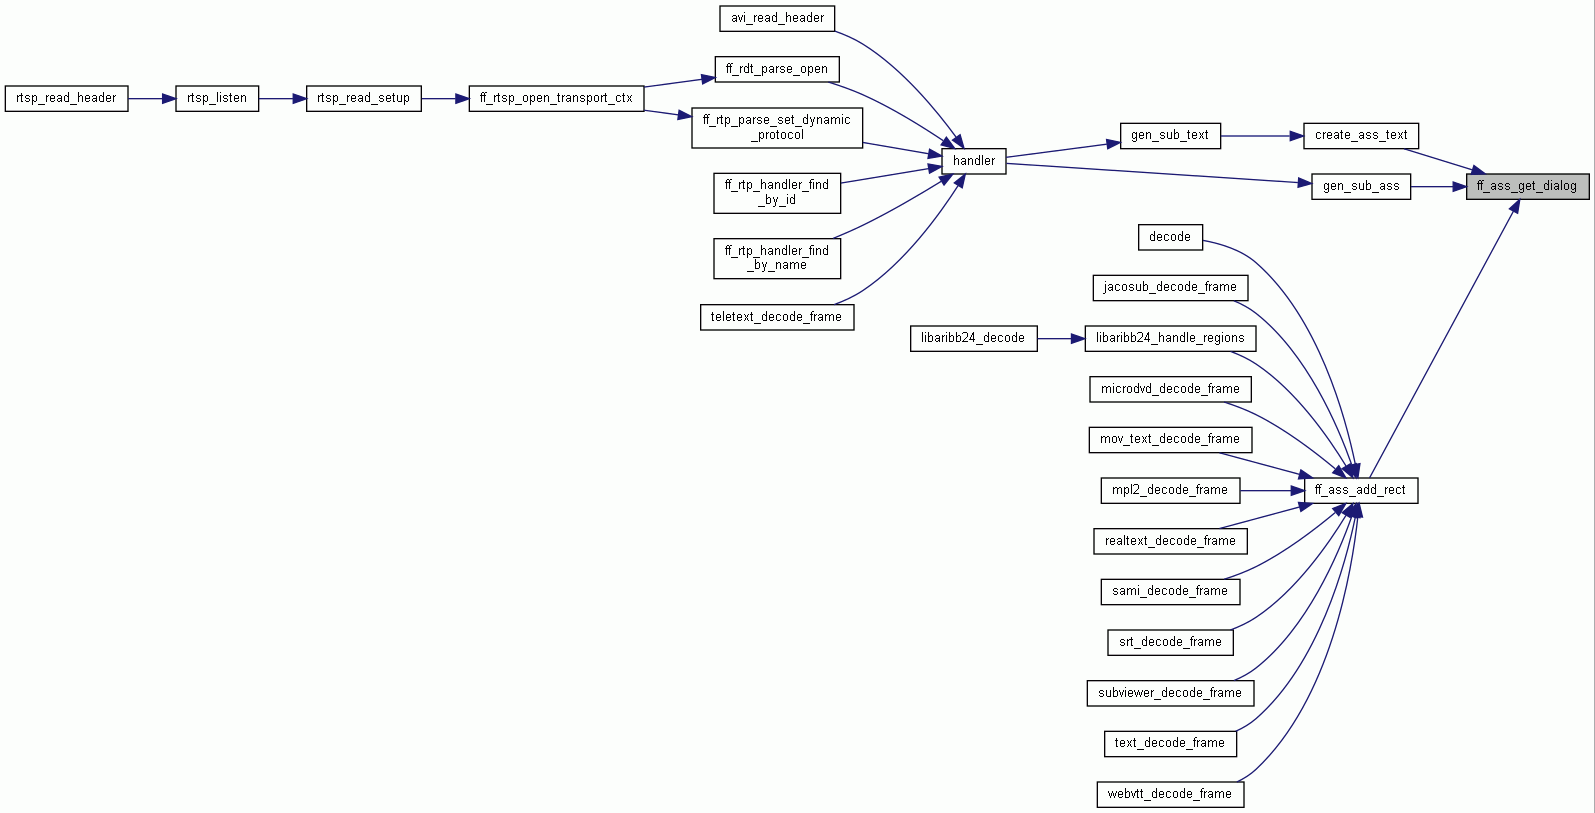 avi_read_header
ff_rdt_parse_open
rtsp_read_header
rtsp_listen
rtsp_read_setup
ff_rtsp_open_transport_ctx
ff_rtp_parse_set_dynamic
_protocol
gen_sub_text
create_ass_text
handler
ff_rtp_handler_find
_by_id
gen_sub_ass
ff_ass_get_dialog
decode
ff_rtp_handler_find
_by_name
jacosub_decode_frame
teletext_decode_frame
libaribb24_decode
libaribb24_handle_regions
microdvd_decode_frame
mov_text_decode_frame
mpl2_decode_frame
ff_ass_add_rect
realtext_decode_frame
sami_decode_frame
srt_decode_frame
subviewer_decode_frame
text_decode_frame
webvtt_decode_frame